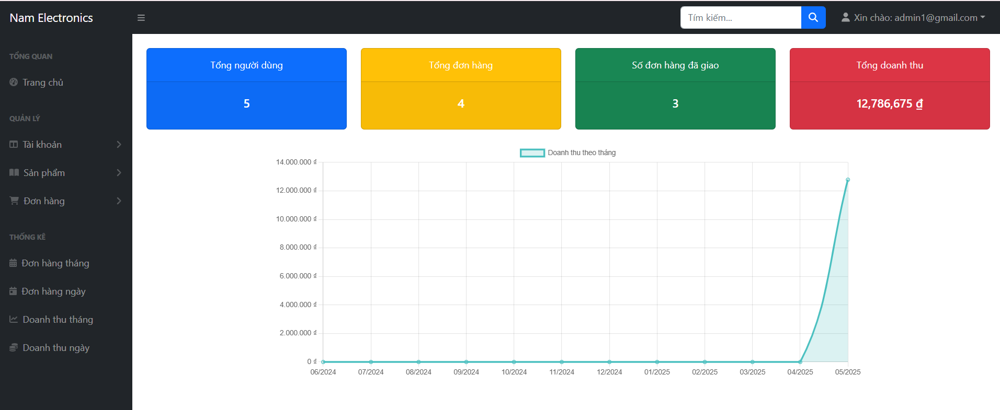 Nam Electronics
Tím kiếm...
Xin chào: admin1@gmail.com
TỔNG QUAN
Trang chủ
QUẢN LÝ
Tài khoản
Sản phẩm
Đơn hàng
THỐNG KÊ
Đơn hàng tháng
Đơn hàng ngày
Doanh thu tháng
Doanh thu ngày
Tổng người dùng
5
Tổng đơn hàng
4
Số đơn hàng đã giao
3
Tổng doanh thu
12,786,675 ₫
Doanh thu theo tháng
14.000.000 ₫
12.000.000 ₫
10.000.000 ₫
8.000.000 ₫
6.000.000 ₫
4.000.000 ₫
2.000.000 ₫
0 ₫
06/2024 07/2024 08/2024 09/2024 10/2024 11/2024 12/2024 01/2025 02/2025 03/2025 04/2025 05/2025